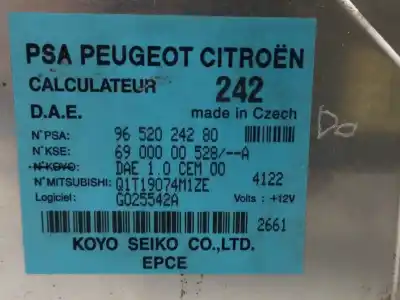 PSA PEUGEOT CITROËN
CALCULATEUR 242
D.A.E. made in Czech
N°PSA: 96 520 242 80
N°KSE: 69 000 00 528/--A
N°KOYO: DAE 1.0 CEM 00
N°MITSUBISHI: Q1T19074M1ZE 4122
Logiciel: G025542A Volts : +12V
2661
KOYO SEIKO CO.,LTD.
EPCE